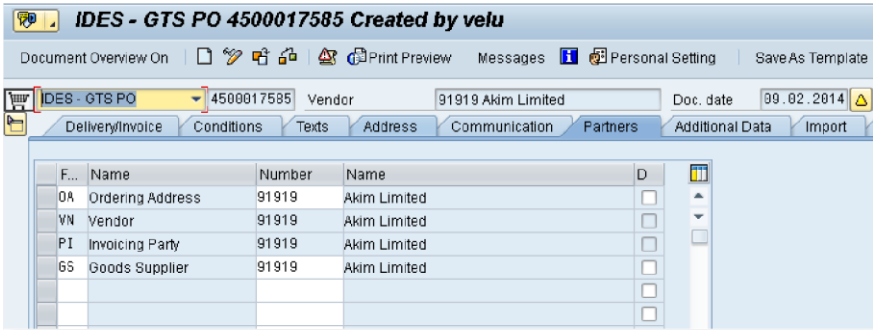 IDES - GTS PO 4500017585 Created by velu
Document Overview On Print Preview Messages Personal Setting Save As Template
IDES - GTS PO 4500017585 Vendor 91919 Akim Limited Doc. date 09.02.2014
Delivery/Invoice Conditions Texts Address Communication Partners Additional Data Import
F... Name Number Name D
OA Ordering Address 91919 Akim Limited
VN Vendor 91919 Akim Limited
PI Invoicing Party 91919 Akim Limited
GS Goods Supplier 91919 Akim Limited